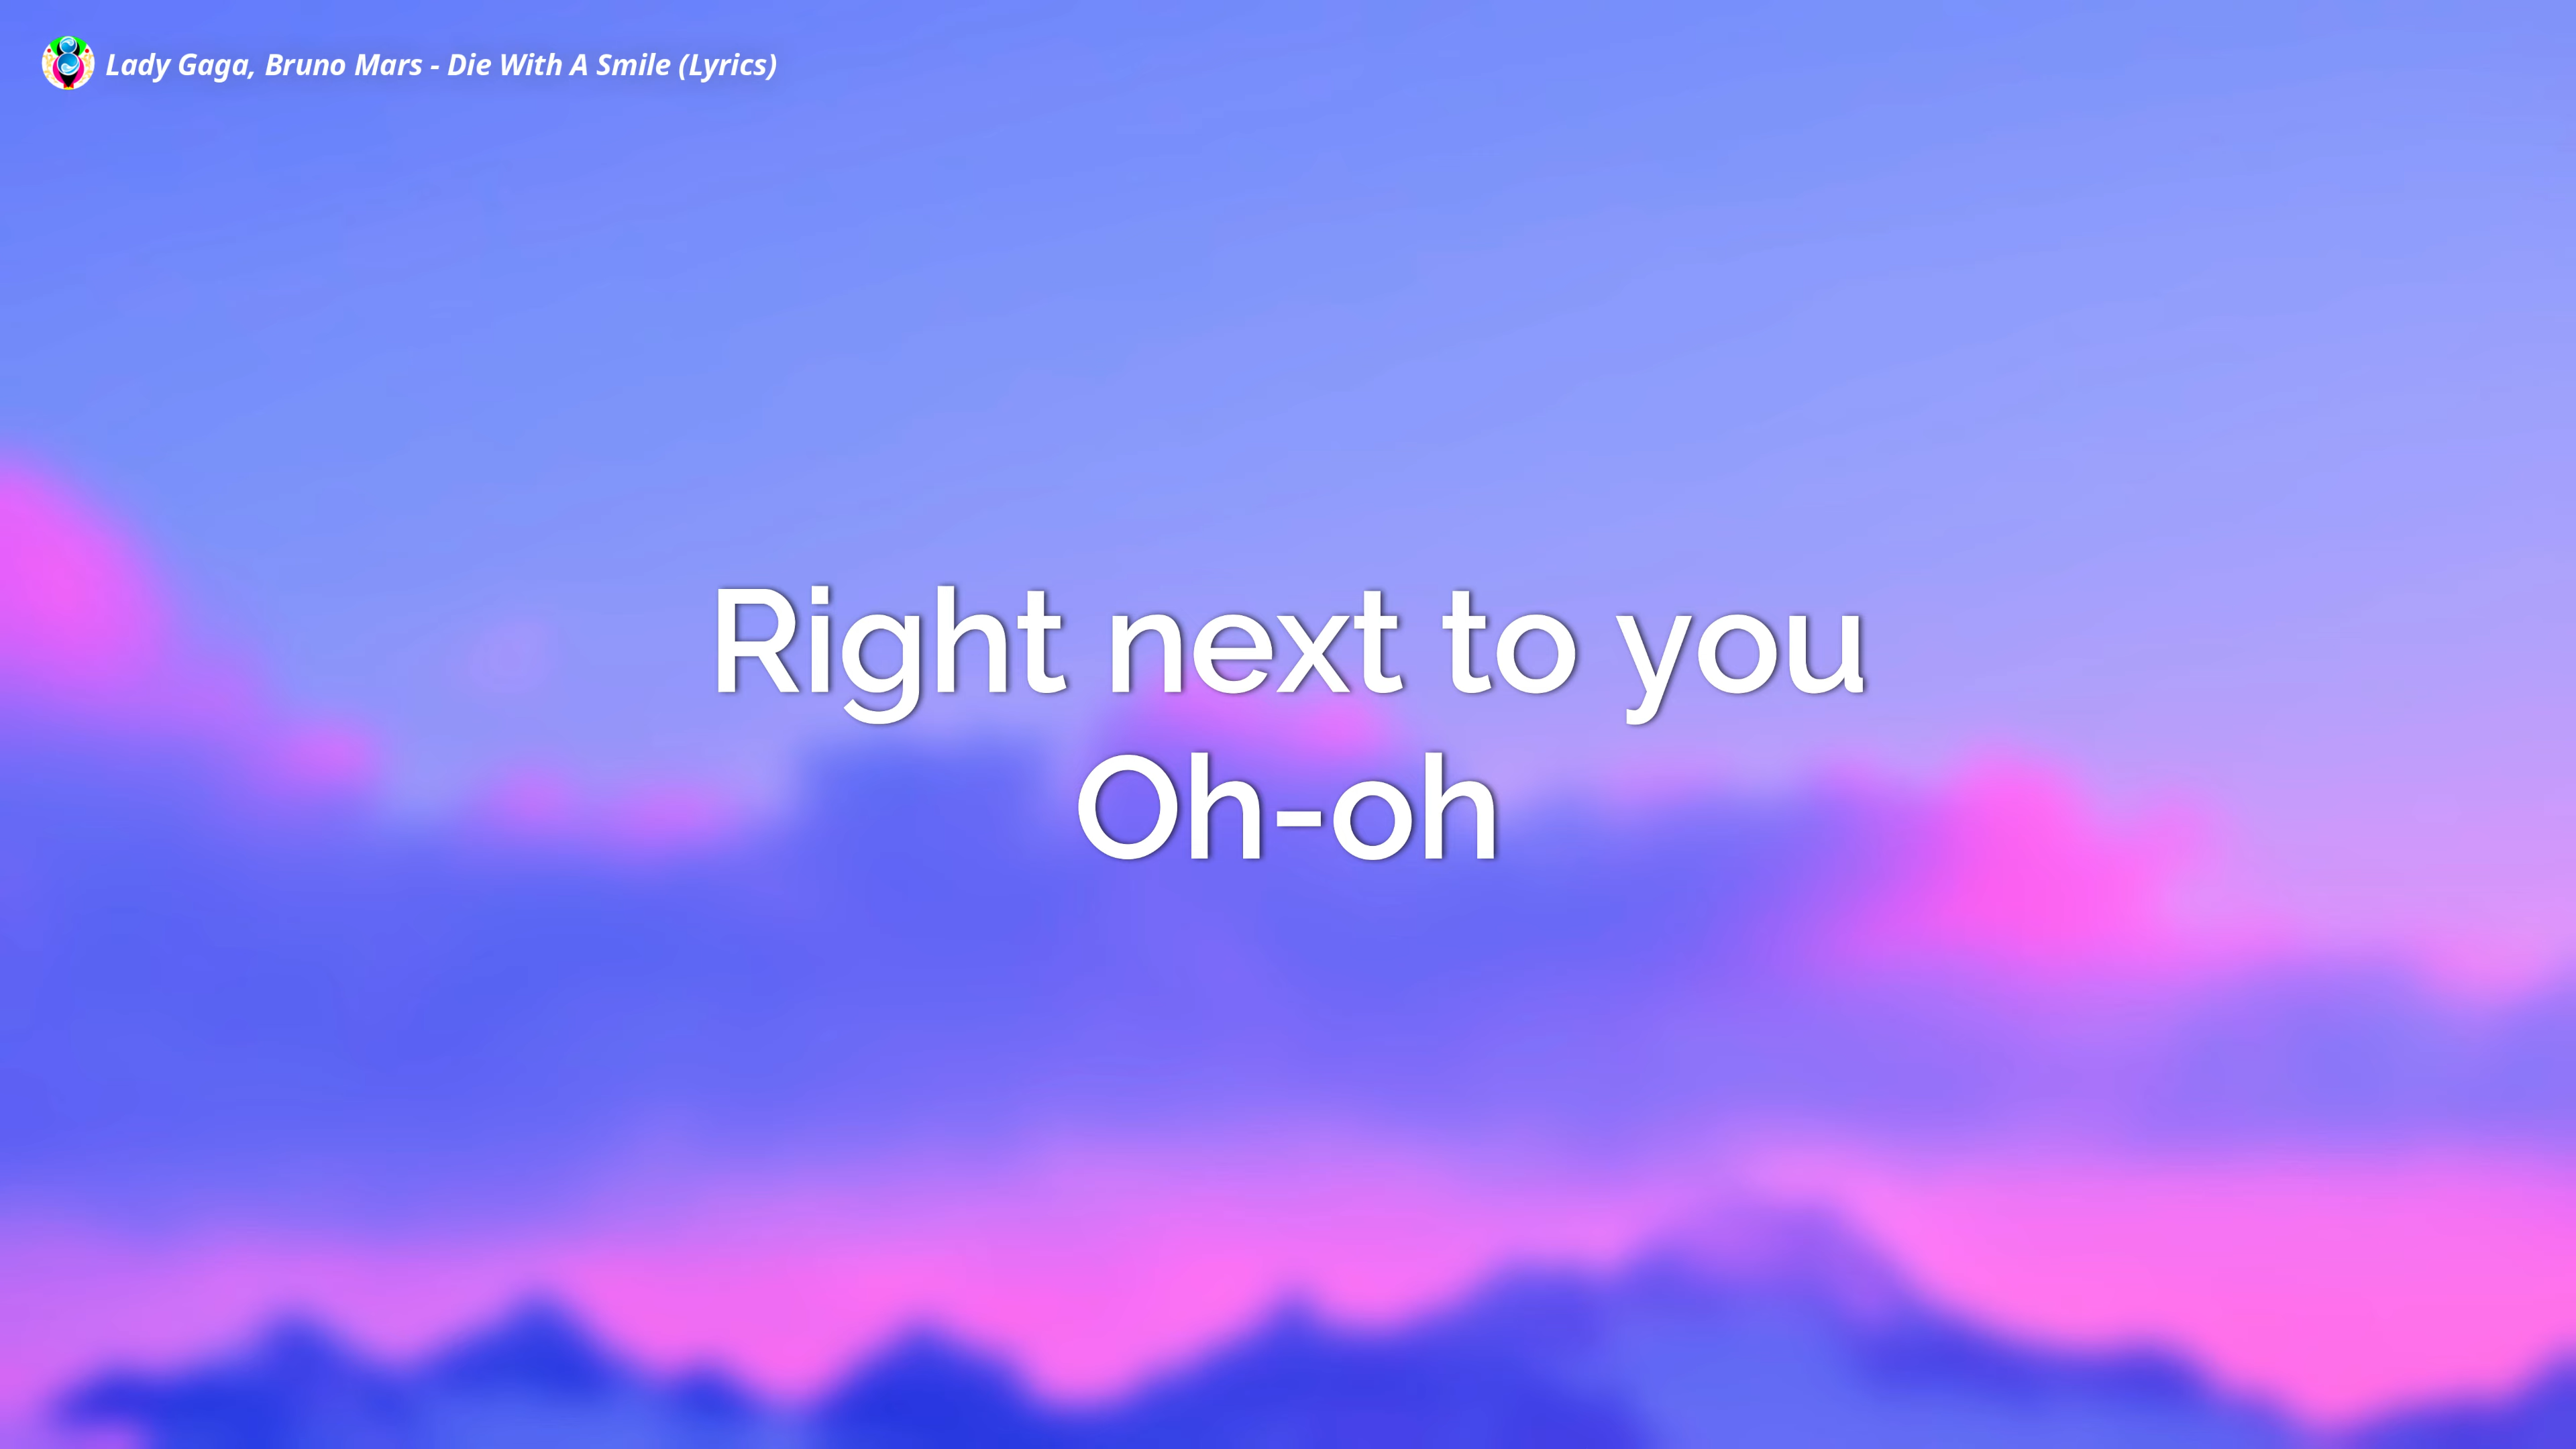 Lady Gaga, Bruno Mars - Die With A Smile (Lyrics)
Right next to you
Oh-oh